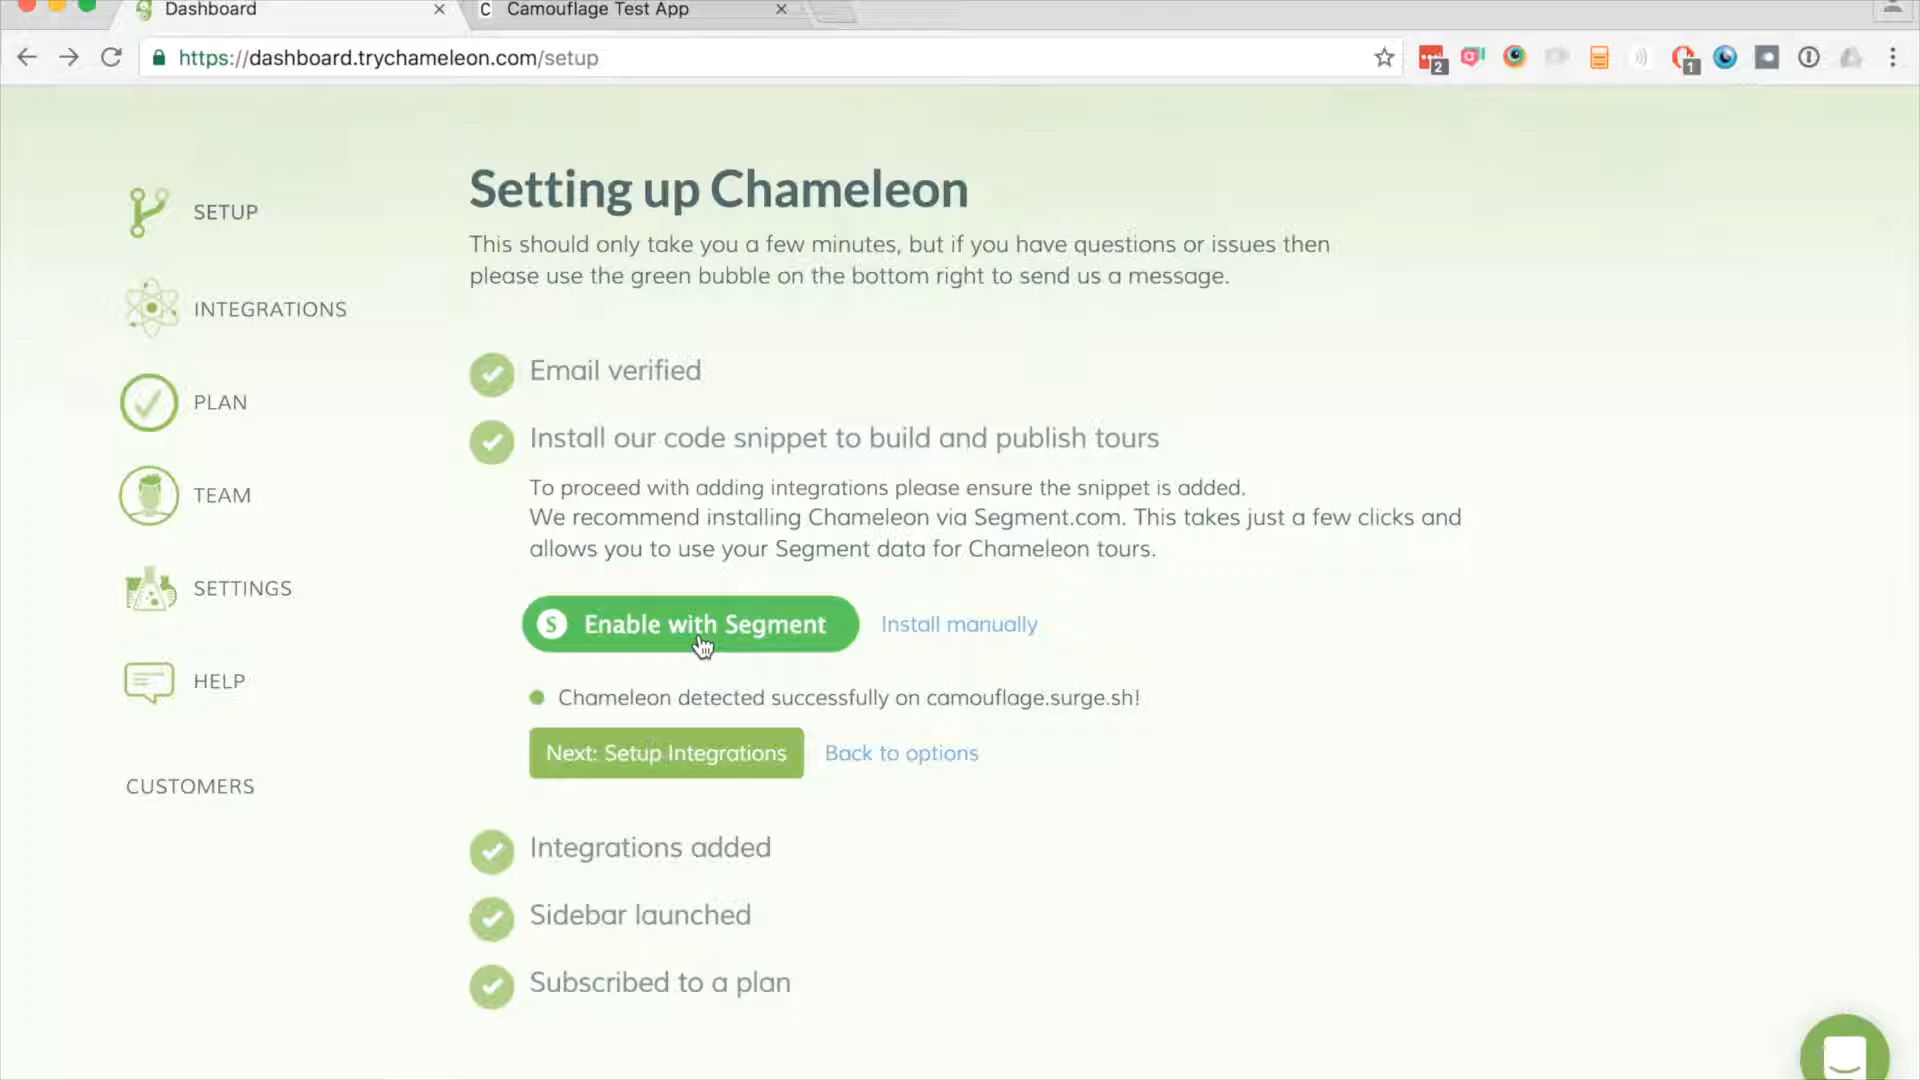 Dashboard
C Camouflage Test App
https://dashboard.trychameleon.com/setup
2
1
SETUP
INTEGRATIONS
PLAN
TEAM
SETTINGS
HELP
CUSTOMERS
Setting up Chameleon
This should only take you a few minutes, but if you have questions or issues then
please use the green bubble on the bottom right to send us a message.
Email verified
Install our code snippet to build and publish tours
To proceed with adding integrations please ensure the snippet is added.
We recommend installing Chameleon via Segment.com. This takes just a few clicks and
allows you to use your Segment data for Chameleon tours.
S Enable with Segment
Install manually
Chameleon detected successfully on camouflage.surge.sh!
Next: Setup Integrations
Back to options
Integrations added
Sidebar launched
Subscribed to a plan